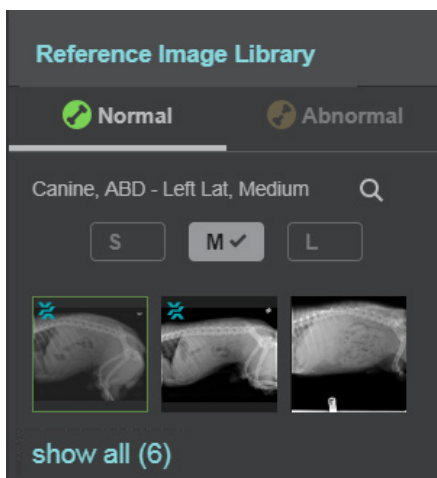 Reference Image Library
Normal Abnormal
Canine, ABD - Left Lat, Medium
S M L
show all (6)